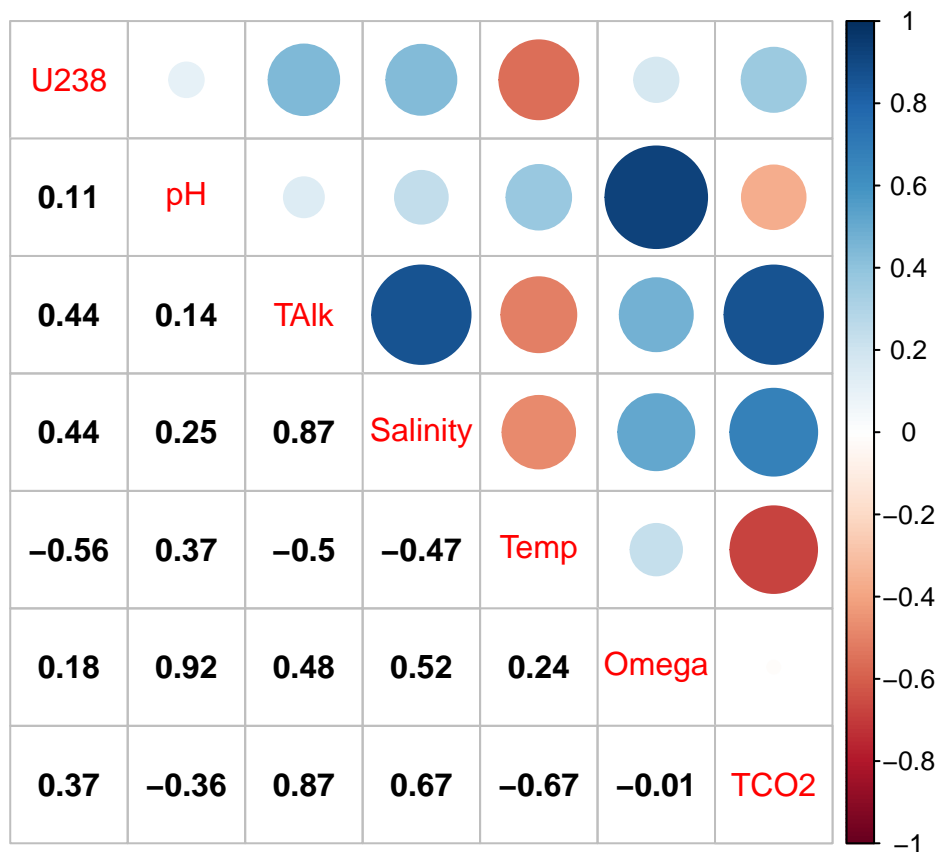 U238
0.11 pH
0.44 0.14 TAlk
0.44 0.25 0.87 Salinity
−0.56 0.37 −0.5 −0.47 Temp
0.18 0.92 0.48 0.52 0.24 Omega
0.37 −0.36 0.87 0.67 −0.67 −0.01 TCO2
1
0.8
0.6
0.4
0.2
0
−0.2
−0.4
−0.6
−0.8
−1